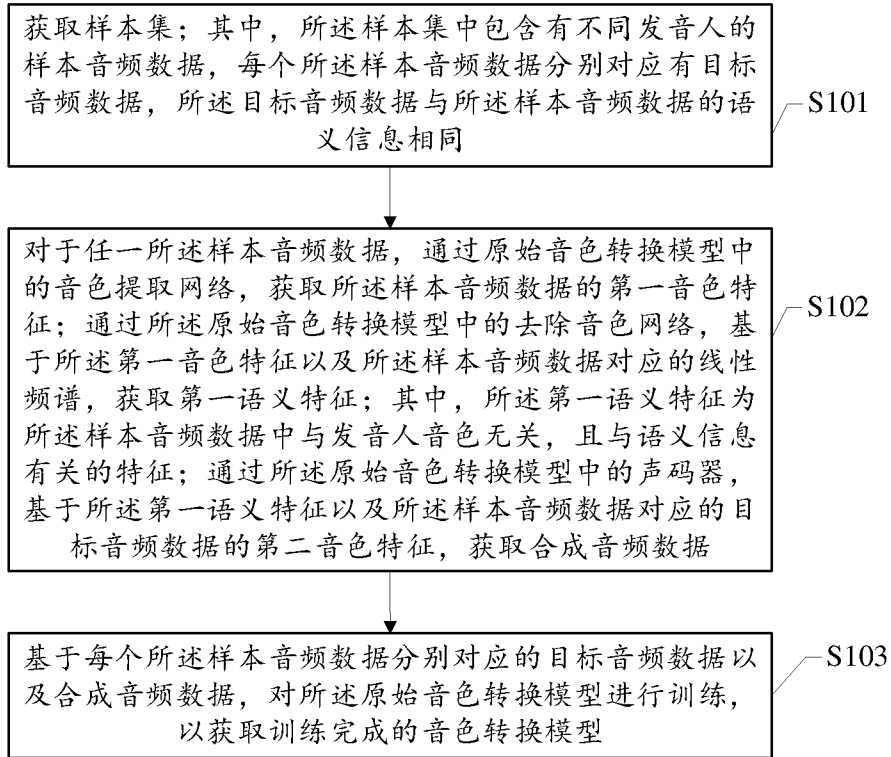 获取样本集；其中，所述样本集中包含有不同发音人的
样本音频数据，每个所述样本音频数据分别对应有目标
音频数据，所述目标音频数据与所述样本音频数据的语
义信息相同
S101
对于任一所述样本音频数据，通过原始音色转换模型中
的音色提取网络，获取所述样本音频数据的第一音色特
征；通过所述原始音色转换模型中的去除音色网络，基
于所述第一音色特征以及所述样本音频数据对应的线性
频谱，获取第一语义特征；其中，所述第一语义特征为
所述样本音频数据中与发音人音色无关，且与语义信息
有关的特征；通过所述原始音色转换模型中的声码器，
基于所述第一语义特征以及所述样本音频数据对应的目
标音频数据的第二音色特征，获取合成音频数据
S102
基于每个所述样本音频数据分别对应的目标音频数据以
及合成音频数据，对所述原始音色转换模型进行训练，
以获取训练完成的音色转换模型
S103